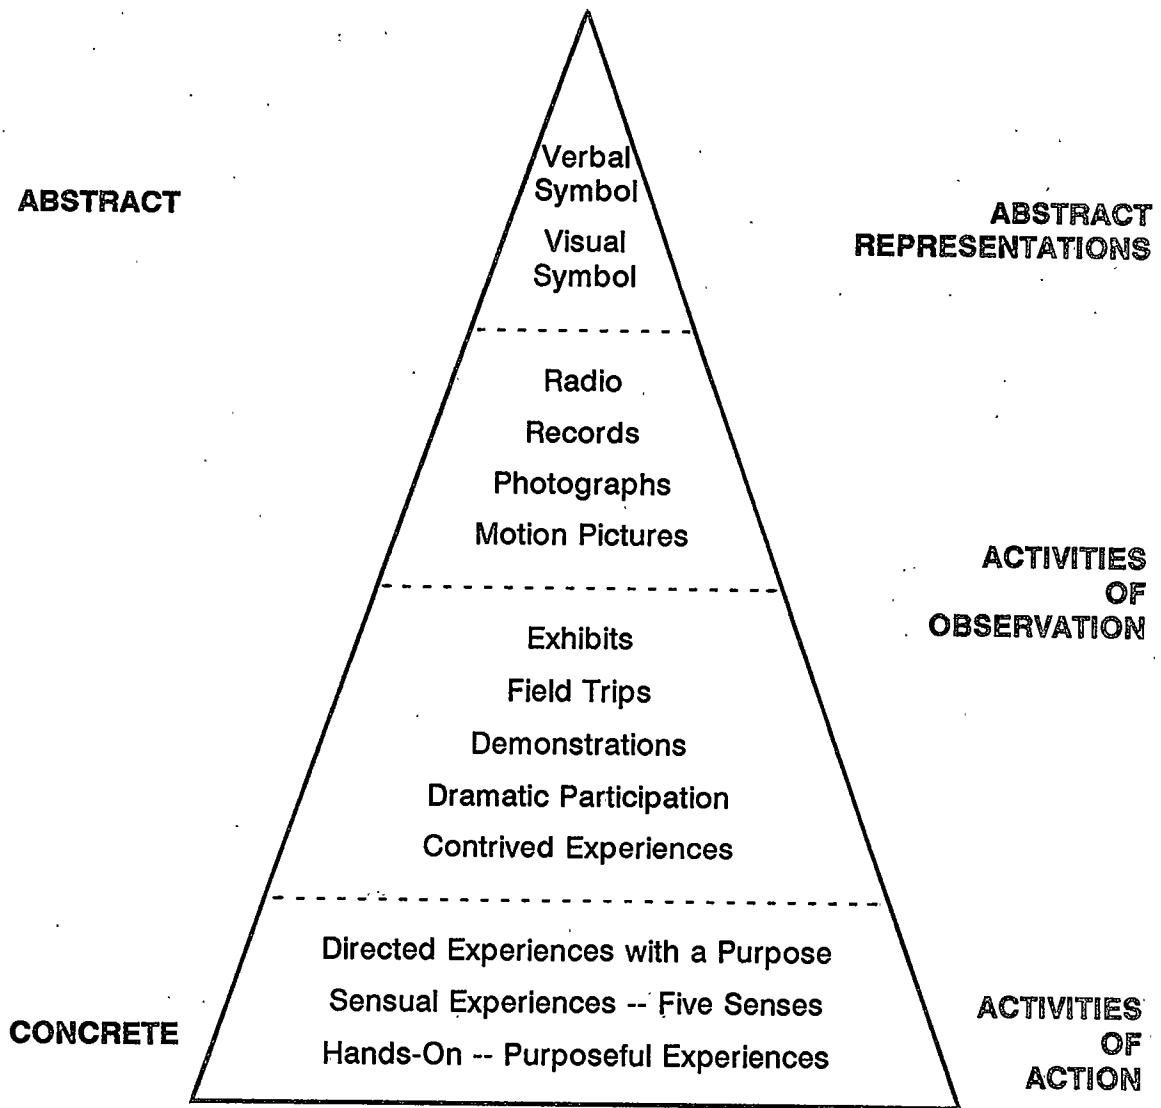 Verbal
Symbol
ABSTRACT
ABSTRACT
REPRESENTATIONS
Visual
Symbol
Radio
Records
Photographs
Motion Pictures
ACTIVITIES
OF
OBSERVATION
Exhibits
Field Trips
Demonstrations
Dramatic Participation
Contrived Experiences
Directed Experiences with a Purpose
Sensual Experiences -- Five Senses
Hands-On -- Purposeful Experiences
CONCRETE
ACTIVITIES
OF
ACTION